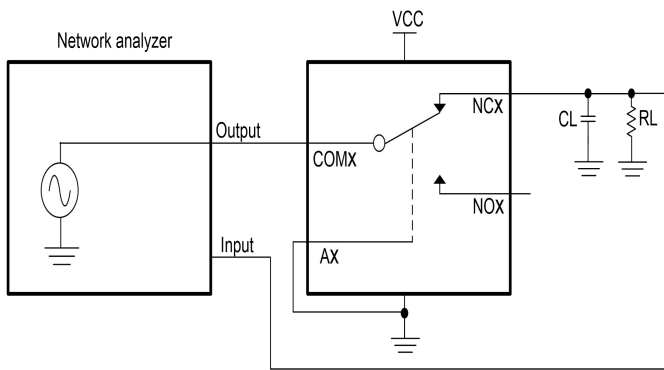 VCC
Network analyzer
NCX
CL
RL
Output
COMX
NOX
Input
AX